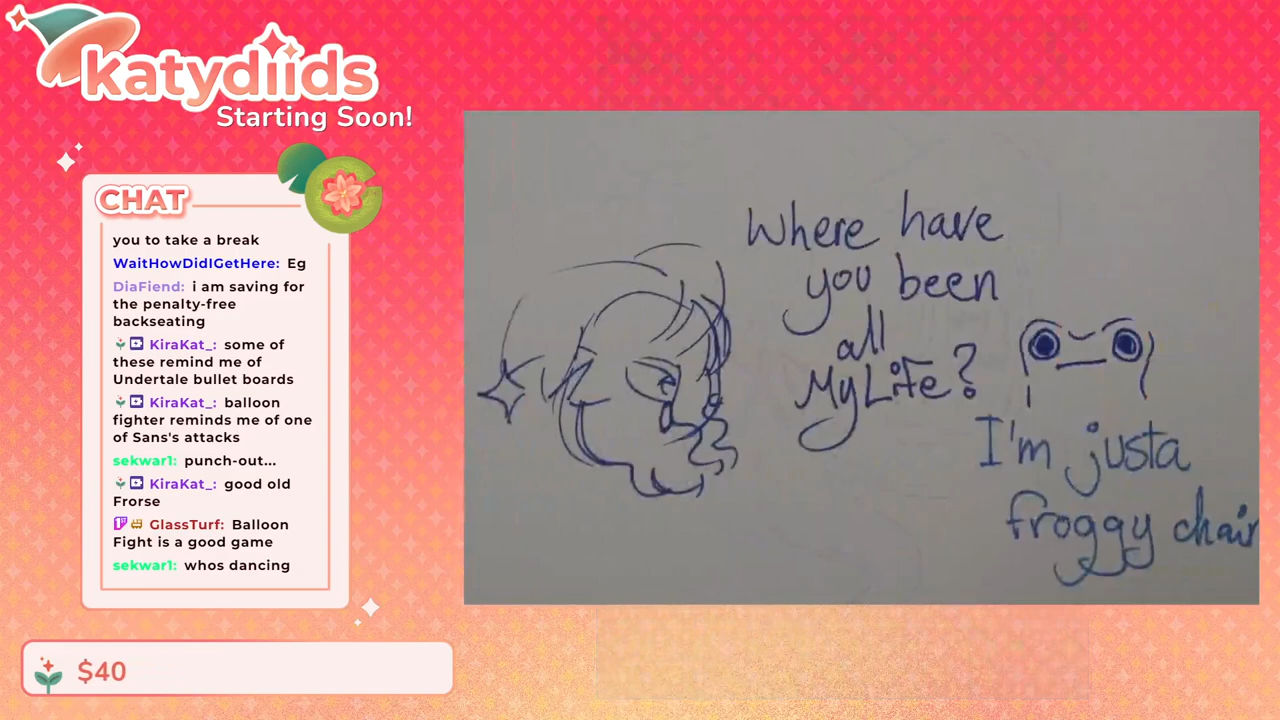 Katydiids
Starting Soon!
CHAT
you to take a break
WaitHowDidIGetHere: Eg
DiaFiend: i am saving for
the penalty-free
backseating
KiraKat_: some of
these remind me of
Undertale bullet boards
KiraKat_: balloon
fighter reminds me of one
of Sans's attacks
sekwar1: punch-out...
KiraKat_: good old
Frorse
GlassTurf: Balloon
Fight is a good game
sekwar1: whos dancing
$40
Where have
you been
all
My Life?
I'm justa
froggy chair